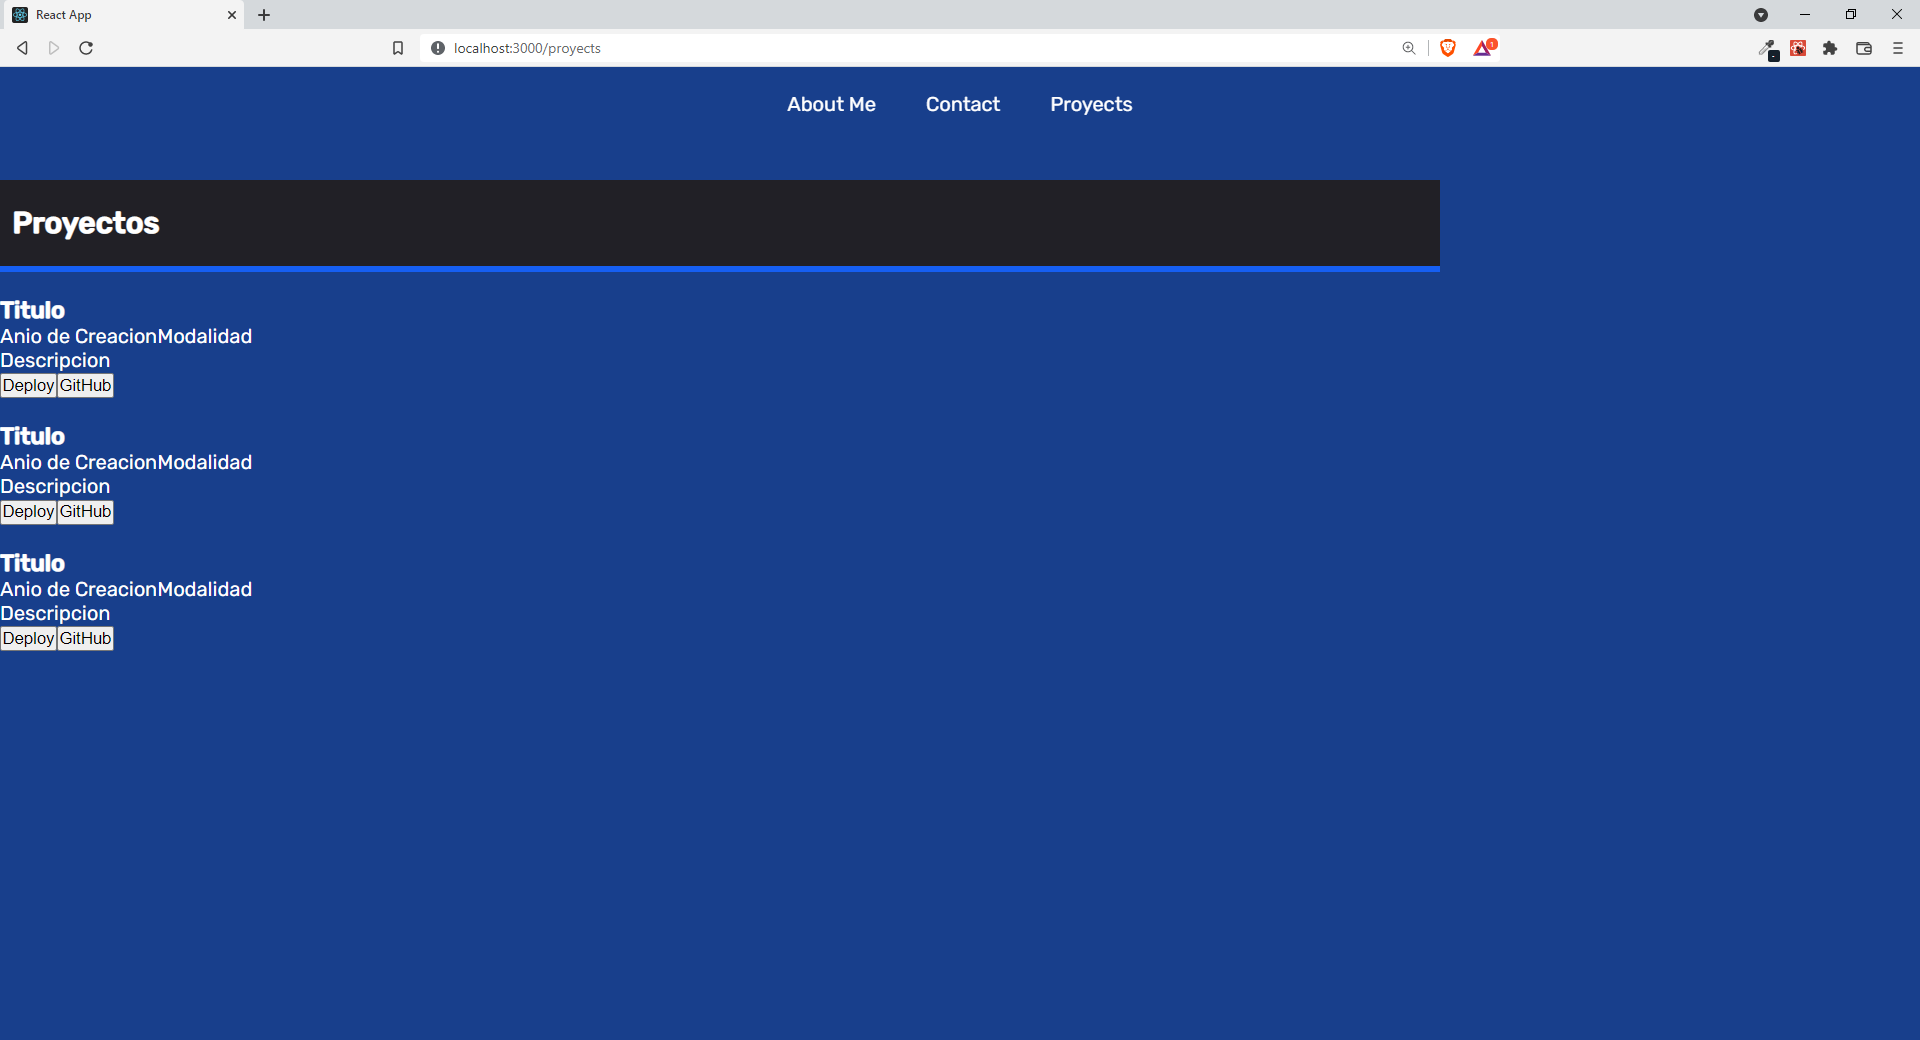 React App
localhost:3000/proyects
1
About Me Contact Proyects
Proyectos
Titulo
Anio de CreacionModalidad
Descripcion
Deploy GitHub
Titulo
Anio de CreacionModalidad
Descripcion
Deploy GitHub
Titulo
Anio de CreacionModalidad
Descripcion
Deploy GitHub